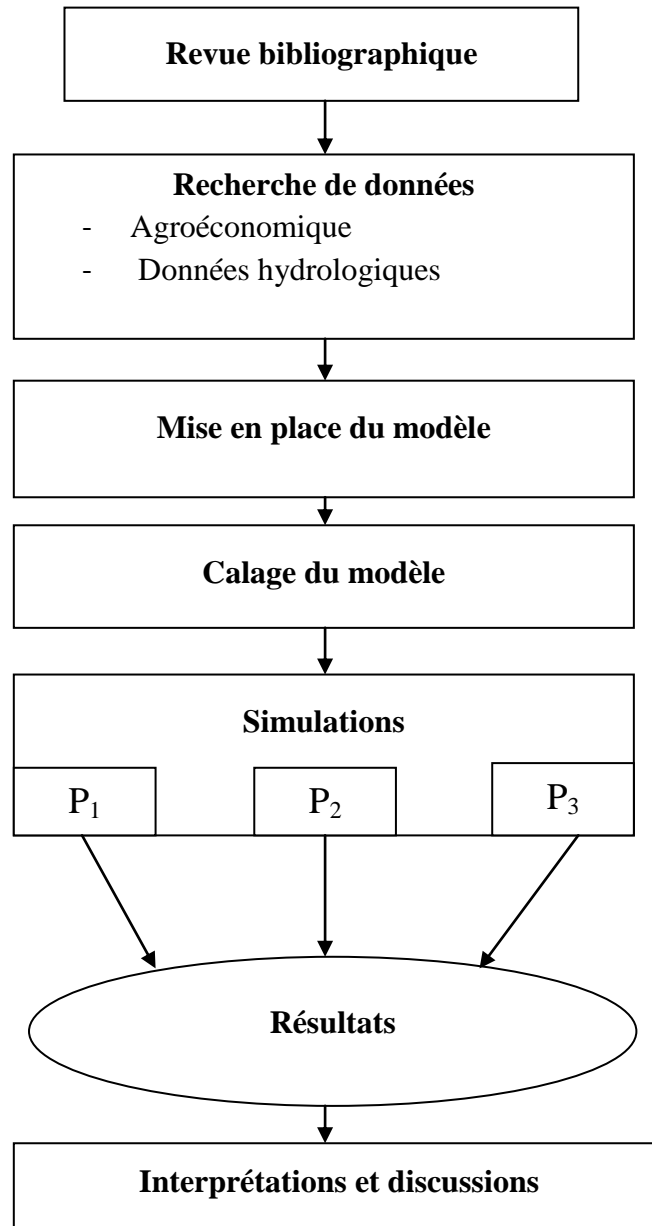 Revue bibliographique
Recherche de données
- Agroéconomique
- Données hydrologiques
Mise en place du modèle
Calage du modèle
Simulations
P₁ P₂ P₃
Résultats
Interprétations et discussions